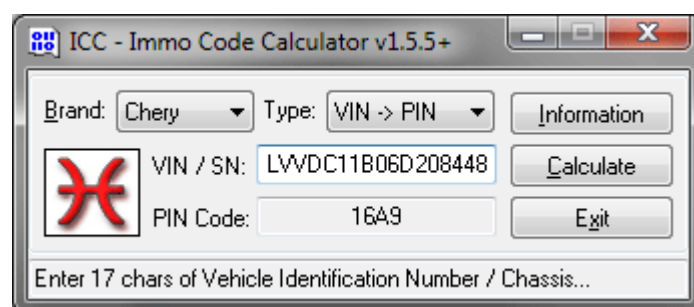 ICC - Immo Code Calculator v1.5.5+
Brand: Chery Type: VIN -> PIN Information
VIN / SN: LVVDC11B06D208448 Calculate
PIN Code: 16A9 Exit
Enter 17 chars of Vehicle Identification Number / Chassis...